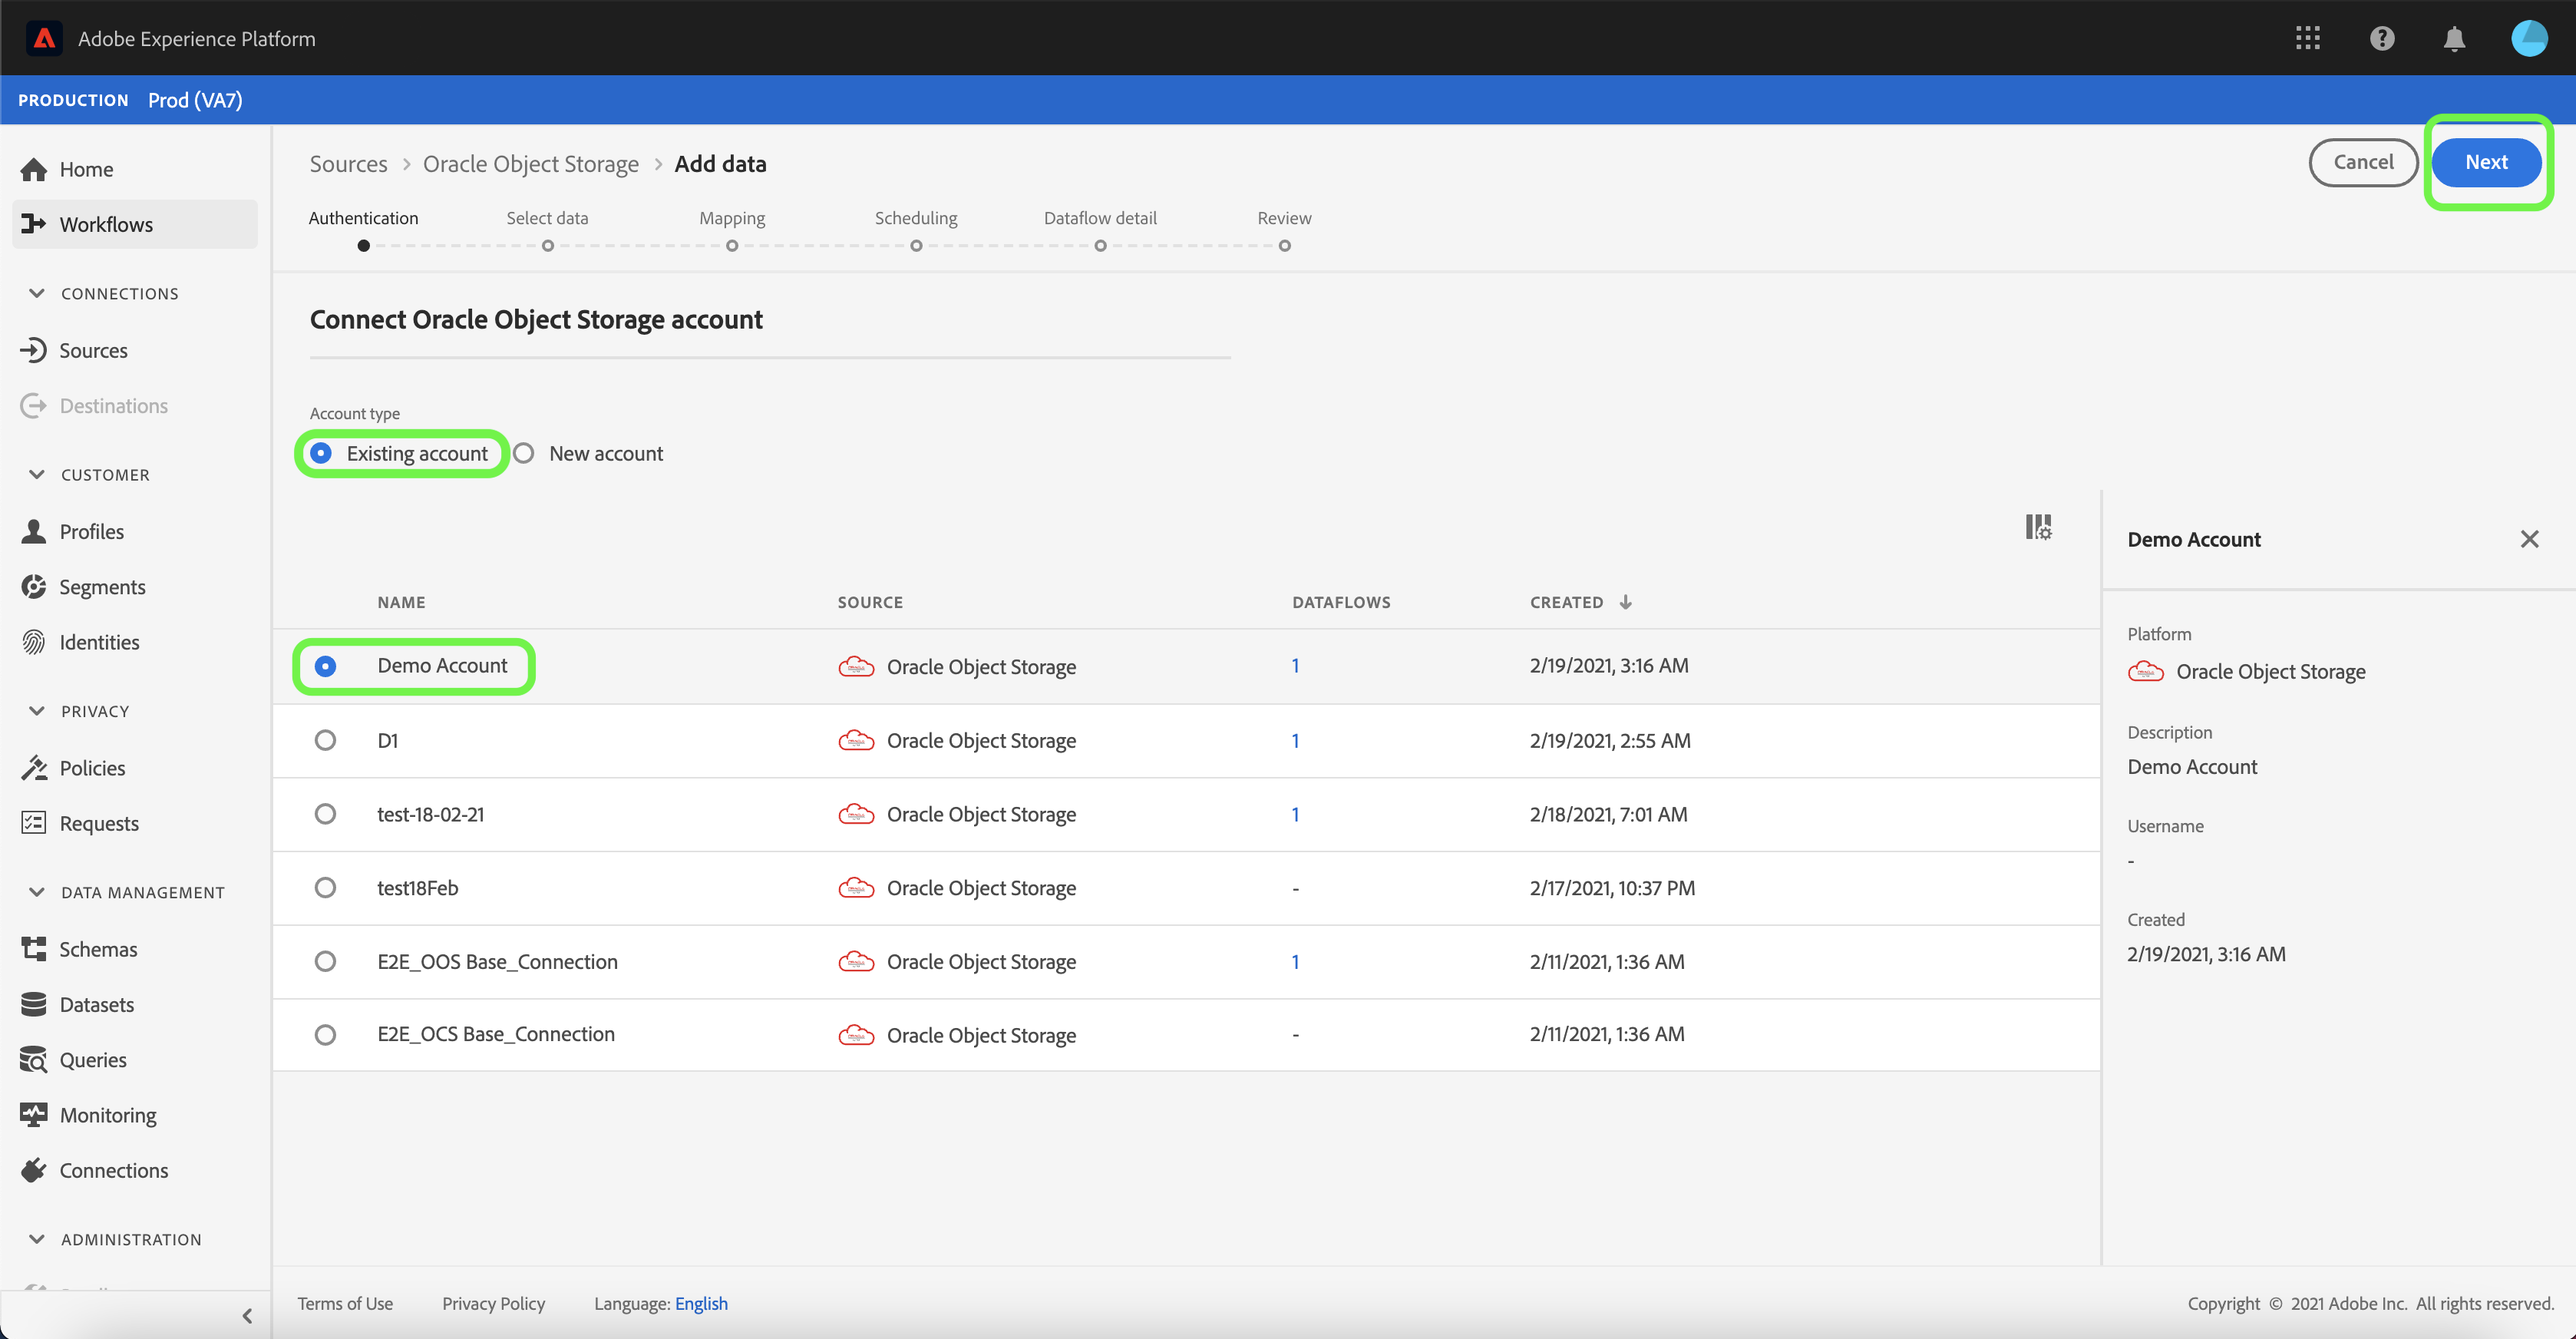 Adobe Experience Platform
PRODUCTION Prod (VA7)
Home
Workflows
CONNECTIONS
Sources
Destinations
CUSTOMER
Profiles
Segments
Identities
PRIVACY
Policies
Requests
DATA MANAGEMENT
Schemas
Datasets
Queries
Monitoring
Connections
ADMINISTRATION
Sources > Oracle Object Storage > Add data
Cancel Next
Authentication Select data Mapping Scheduling Dataflow detail Review
Connect Oracle Object Storage account
Account type
Existing account New account
NAME SOURCE DATAFLOWS CREATED
Demo Account Oracle Object Storage 1 2/19/2021, 3:16 AM
D1 Oracle Object Storage 1 2/19/2021, 2:55 AM
test-18-02-21 Oracle Object Storage 1 2/18/2021, 7:01 AM
test18Feb Oracle Object Storage - 2/17/2021, 10:37 PM
E2E_OOS Base_Connection Oracle Object Storage 1 2/11/2021, 1:36 AM
E2E_OCS Base_Connection Oracle Object Storage - 2/11/2021, 1:36 AM
Demo Account
Platform
Oracle Object Storage
Description
Demo Account
Username
-
Created
2/19/2021, 3:16 AM
Terms of Use Privacy Policy Language: English
Copyright © 2021 Adobe Inc. All rights reserved.